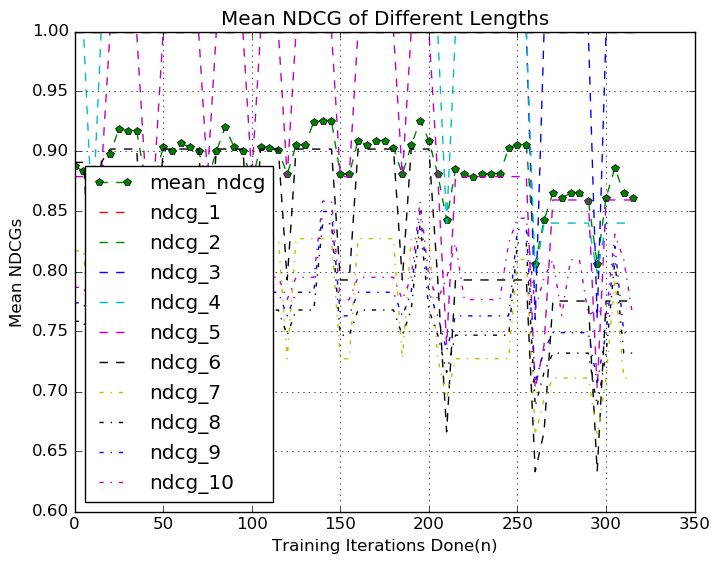 Mean NDCG of Different Lengths
Mean NDCGs
1.00
0.95
0.90
0.85
0.80
0.75
0.70
0.65
0.60
mean_ndcg
ndcg_1
ndcg_2
ndcg_3
ndcg_4
ndcg_5
ndcg_6
ndcg_7
ndcg_8
ndcg_9
ndcg_10
0 50 100 150 200 250 300 350
Training Iterations Done(n)